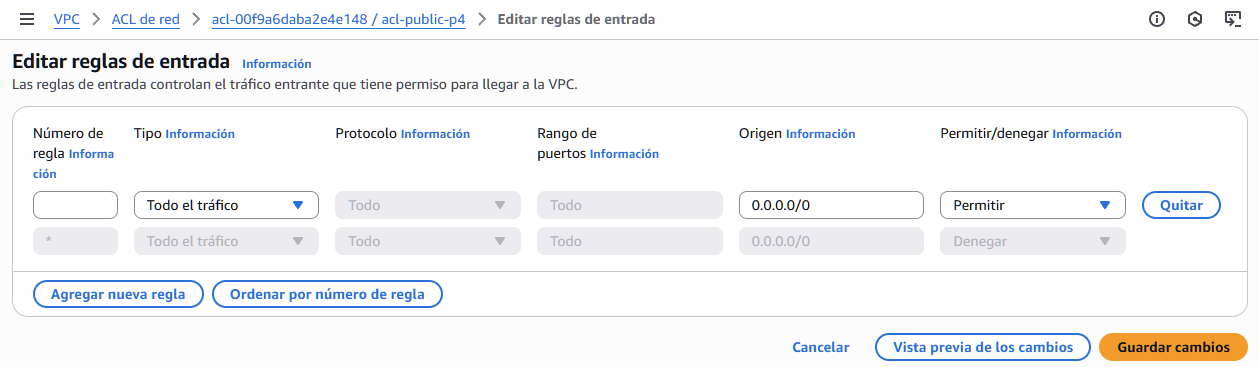 VPC > ACL de red > acl-00f9a6daba2e4e148 / acl-public-p4 > Editar reglas de entrada
Editar reglas de entrada Información
Las reglas de entrada controlan el tráfico entrante que tiene permiso para llegar a la VPC.
Número de regla Información Tipo Información Protocolo Información Rango de puertos Información Origen Información Permitir/denegar Información
Todo el tráfico Todo Todo 0.0.0.0/0 Permitir Quitar
* Todo el tráfico Todo Todo 0.0.0.0/0 Denegar
Agregar nueva regla Ordenar por número de regla
Cancelar Vista previa de los cambios Guardar cambios